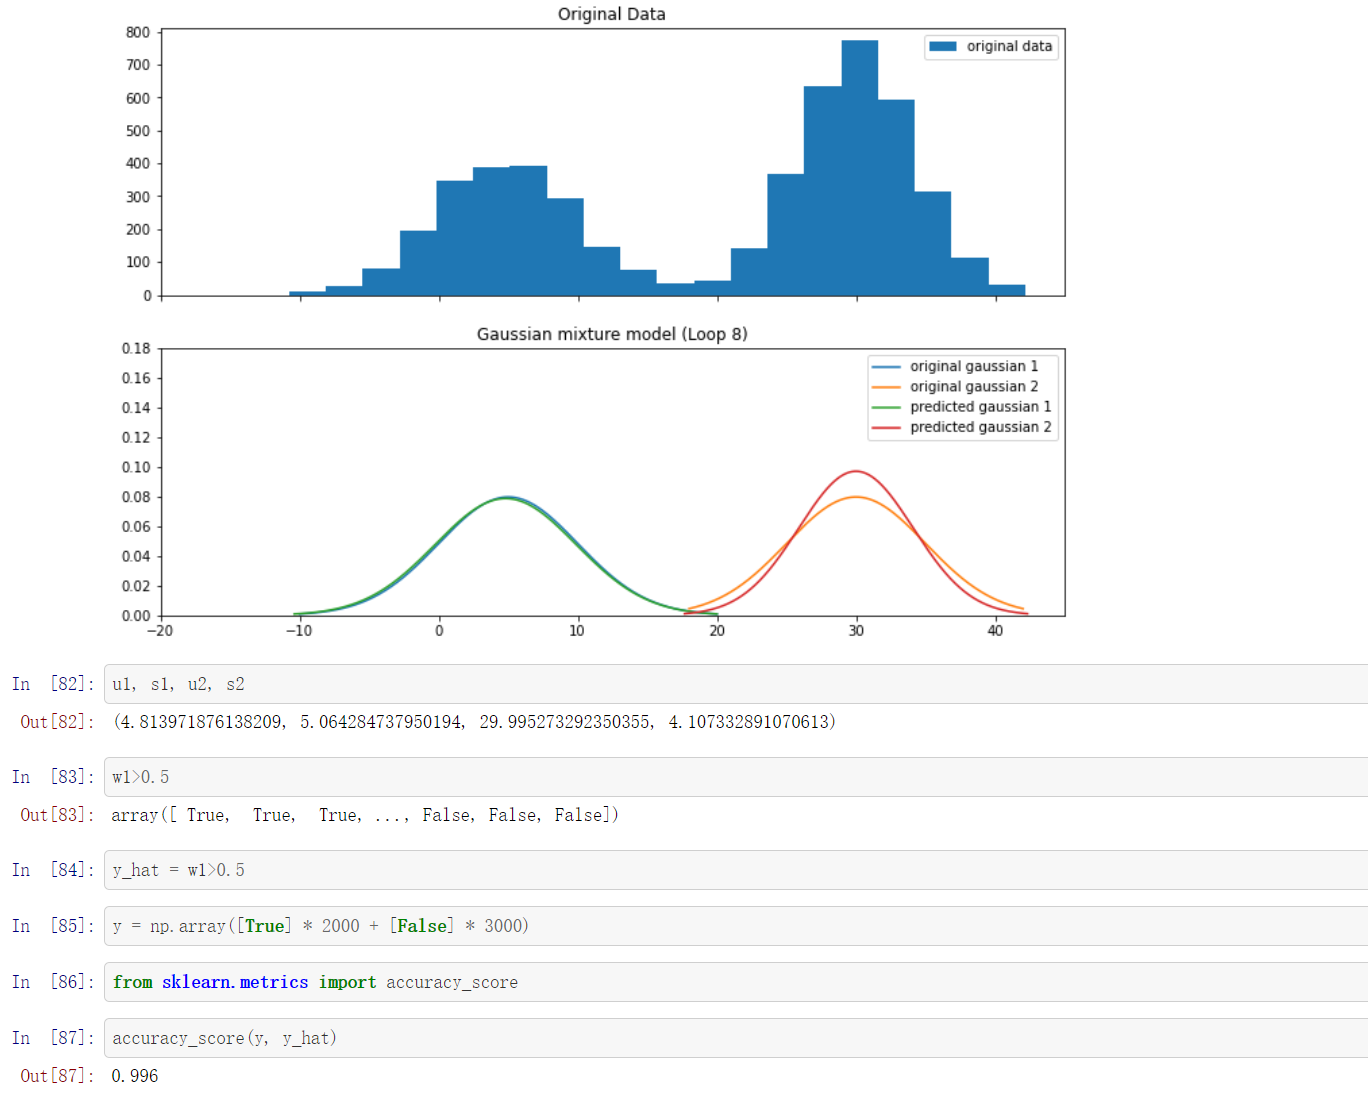 Original Data
800
700
600
500
400
300
200
100
0
original data
Gaussian mixture model (Loop 8)
0.18
0.16
0.14
0.12
0.10
0.08
0.06
0.04
0.02
0.00
original gaussian 1
original gaussian 2
predicted gaussian 1
predicted gaussian 2
−20 −10 0 10 20 30 40
In [82]: u1, s1, u2, s2
Out[82]: (4.813971876138209, 5.064284737950194, 29.995273292350355, 4.107332891070613)
In [83]: w1>0.5
Out[83]: array([ True, True, True, ..., False, False, False])
In [84]: y_hat = w1>0.5
In [85]: y = np.array([True] * 2000 + [False] * 3000)
In [86]: from sklearn.metrics import accuracy_score
In [87]: accuracy_score(y, y_hat)
Out[87]: 0.996